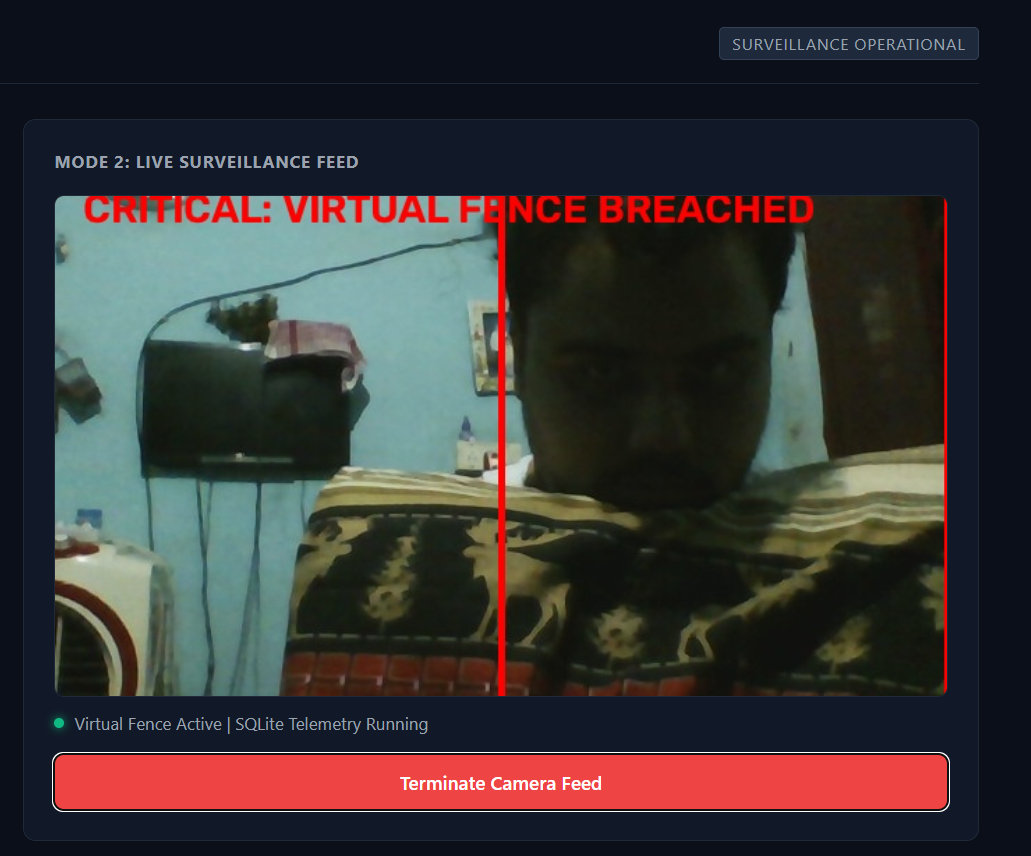 SURVEILLANCE OPERATIONAL
MODE 2: LIVE SURVEILLANCE FEED
CRITICAL: VIRTUAL FENCE BREACHED
Virtual Fence Active | SQLite Telemetry Running
Terminate Camera Feed